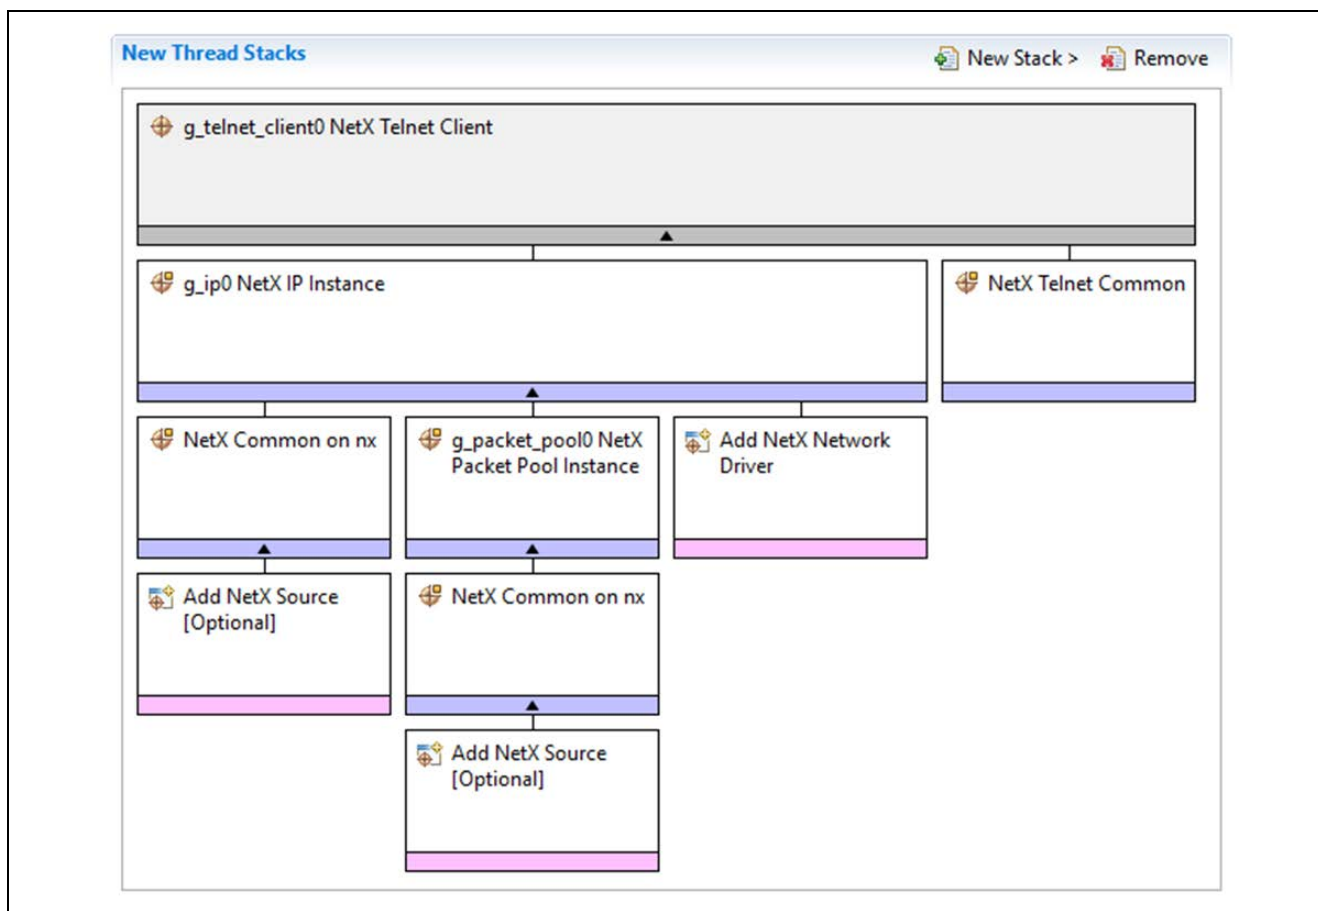 New Thread Stacks
New Stack >
Remove
g_telnet_client0 NetX Telnet Client
g_ip0 NetX IP Instance
NetX Telnet Common
NetX Common on nx
g_packet_pool0 NetX
Packet Pool Instance
Add NetX Network
Driver
Add NetX Source
[Optional]
NetX Common on nx
Add NetX Source
[Optional]